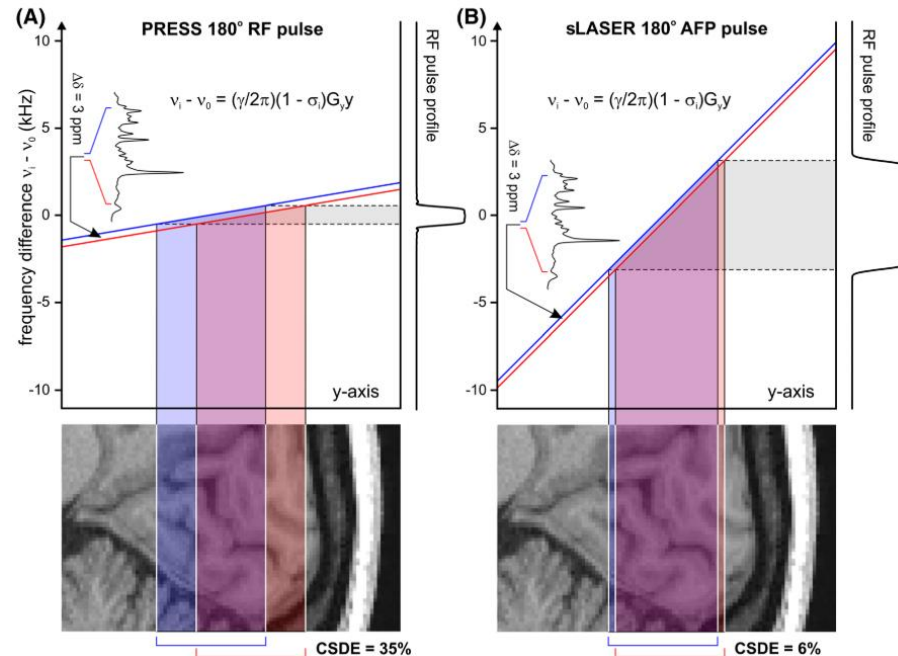 (A)
PRESS 180° RF pulse
10
5
0
-5
-10
frequency difference νᵢ - ν₀ (kHz)
Δδ = 3 ppm
νᵢ - ν₀ = (γ/2π)(1 - σᵢ)Gᵧy
y-axis
RF pulse profile
CSDE = 35%
(B)
sLASER 180° AFP pulse
10
5
0
-5
-10
Δδ = 3 ppm
νᵢ - ν₀ = (γ/2π)(1 - σᵢ)Gᵧy
y-axis
RF pulse profile
CSDE = 6%